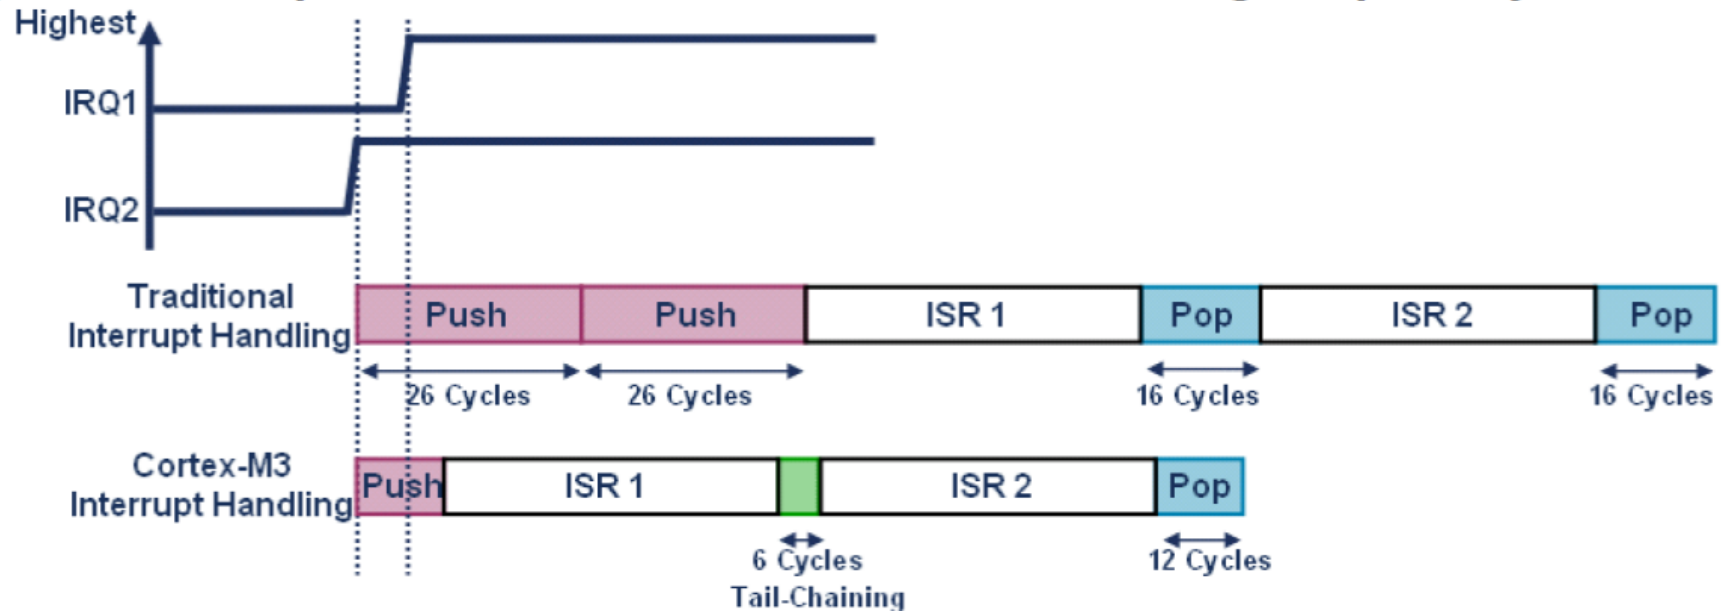 Highest
IRQ1
IRQ2
Traditional
Interrupt Handling
Push
Push
ISR 1
Pop
ISR 2
Pop
26 Cycles
26 Cycles
16 Cycles
16 Cycles
Cortex-M3
Interrupt Handling
Push
ISR 1
ISR 2
Pop
6 Cycles
Tail-Chaining
12 Cycles